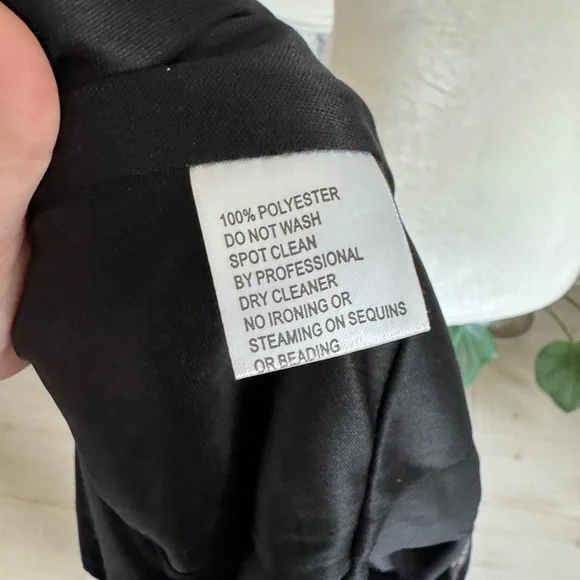 100% POLYESTER
DO NOT WASH
SPOT CLEAN
BY PROFESSIONAL
DRY CLEANER
NO IRONING OR
STEAMING ON SEQUINS
OR BEADING